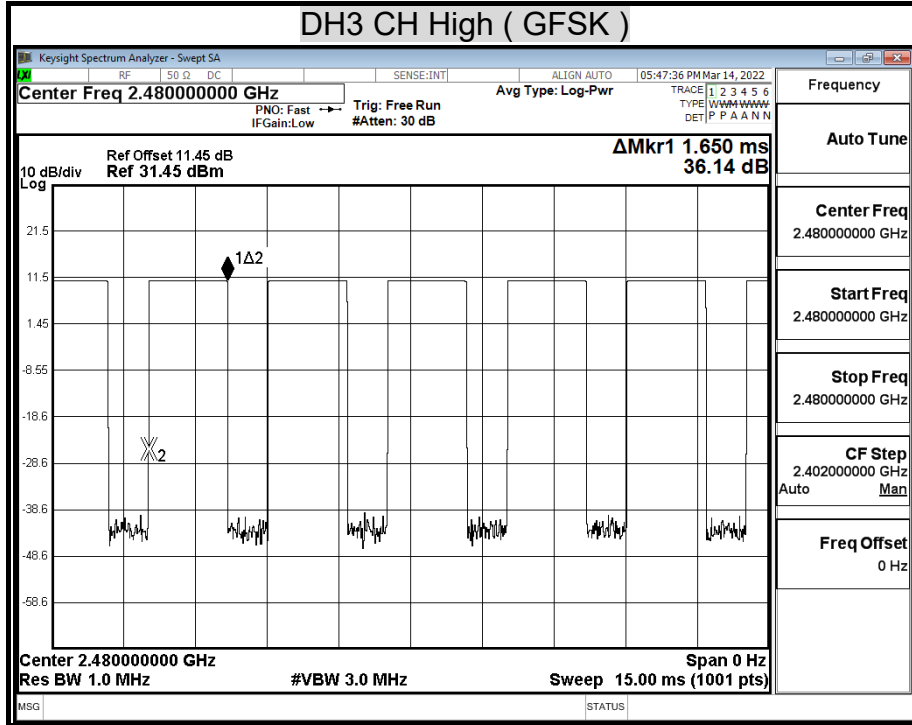 DH3 CH High ( GFSK )
Keysight Spectrum Analyzer - Swept SA
LXI RF 50 Ω DC SENSE:INT ALIGN AUTO 05:47:36 PM Mar 14, 2022
Center Freq 2.480000000 GHz
PNO: Fast
IFGain:Low
Trig: Free Run
#Atten: 30 dB
Avg Type: Log-Pwr
TRACE 1 2 3 4 5 6
TYPE WWMWWWW
DET P P A A N N
Frequency
Auto Tune
Center Freq
2.480000000 GHz
Start Freq
2.480000000 GHz
Stop Freq
2.480000000 GHz
CF Step
2.402000000 GHz
Auto Man
Freq Offset
0 Hz
ΔMkr1 1.650 ms
36.14 dB
Ref Offset 11.45 dB
10 dB/div Ref 31.45 dBm
Log
21.5
11.5
1.45
-8.55
-18.6
-28.6
-38.6
-48.6
-58.6
1Δ2
2
Center 2.480000000 GHz Span 0 Hz
Res BW 1.0 MHz #VBW 3.0 MHz Sweep 15.00 ms (1001 pts)
MSG STATUS